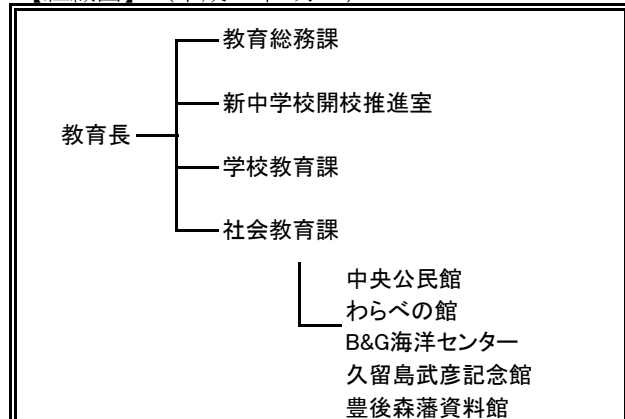 教育総務課
新中学校開校推進室
教育長
学校教育課
社会教育課
中央公民館
わらべの館
B&G海洋センター
久留島武彦記念館
豊後森藩資料館